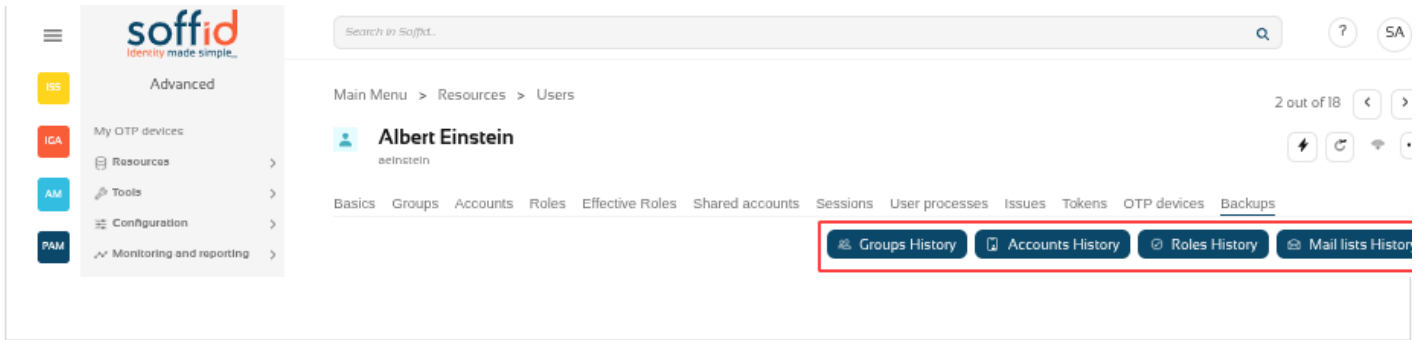 soffid
Identity made simple_
Search in Soffid...
?
SA
ISS
IGA
AM
PAM
Advanced
My OTP devices
Resources
Tools
Configuration
Monitoring and reporting
Main Menu > Resources > Users
2 out of 18
Albert Einstein
aeinstein
Basics Groups Accounts Roles Effective Roles Shared accounts Sessions User processes Issues Tokens OTP devices Backups
Groups History Accounts History Roles History Mail lists History